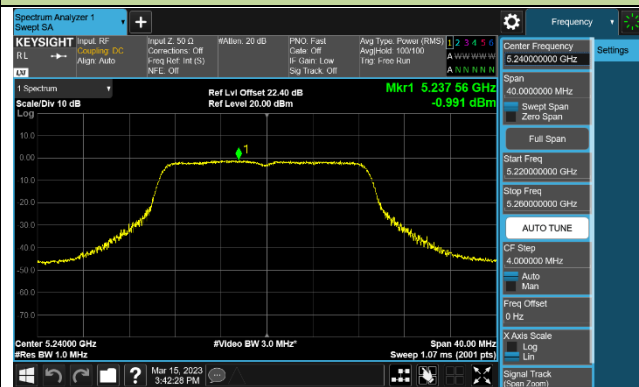 Spectrum Analyzer 1
Swept SA
Frequency
KEYSIGHT
RL
LXI
Input: RF
Coupling: DC
Align: Auto
Input Z: 50 Ω
Corrections: Off
Freq Ref: Int (S)
NFE: Off
#Atten: 20 dB
PNO: Fast
Gate: Off
IF Gain: Low
Sig Track: Off
Avg Type: Power (RMS)
Avg|Hold: 100/100
Trig: Free Run
1 2 3 4 5 6
A W W W W W
A N N N N N
Center Frequency
5.240000000 GHz
Settings
Span
40.0000000 MHz
Swept Span
Zero Span
Full Span
Start Freq
5.220000000 GHz
Stop Freq
5.260000000 GHz
AUTO TUNE
CF Step
4.000000 MHz
Auto
Man
Freq Offset
0 Hz
X Axis Scale
Log
Lin
Signal Track
(Span Zoom)
1 Spectrum
Scale/Div 10 dB
Log
Ref Lvl Offset 22.40 dB
Ref Level 20.00 dBm
Mkr1 5.237 56 GHz
-0.991 dBm
10.0
0.00
1
-10.0
-20.0
-30.0
-40.0
-50.0
-60.0
-70.0
Center 5.24000 GHz
#Res BW 1.0 MHz
#Video BW 3.0 MHz*
Span 40.00 MHz
Sweep 1.07 ms (2001 pts)
Mar 15, 2023
3:42:28 PM